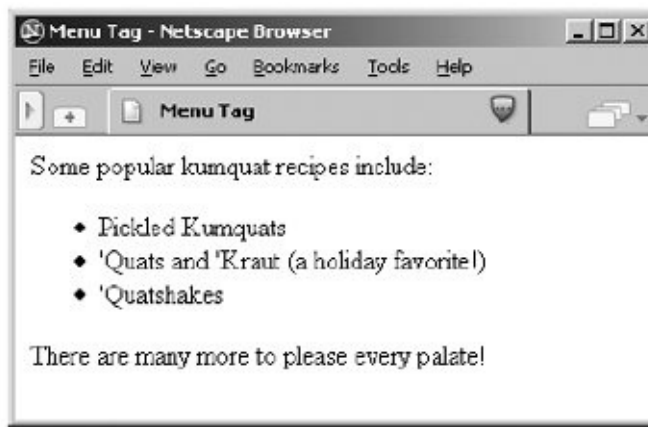 Menu Tag - Netscape Browser
File Edit View Go Bookmarks Tools Help
Menu Tag
Some popular kumquat recipes include:
• Pickled Kumquats
• 'Quats and 'Kraut (a holiday favorite!)
• 'Quatshakes
There are many more to please every palate!